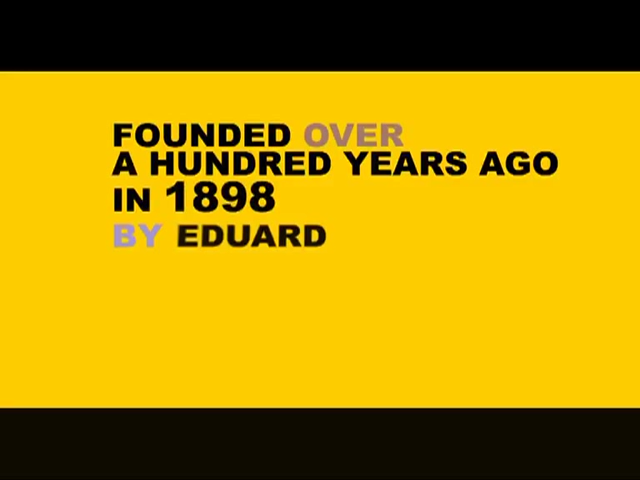 FOUNDED OVER
A HUNDRED YEARS AGO
IN 1898
BY EDUARD